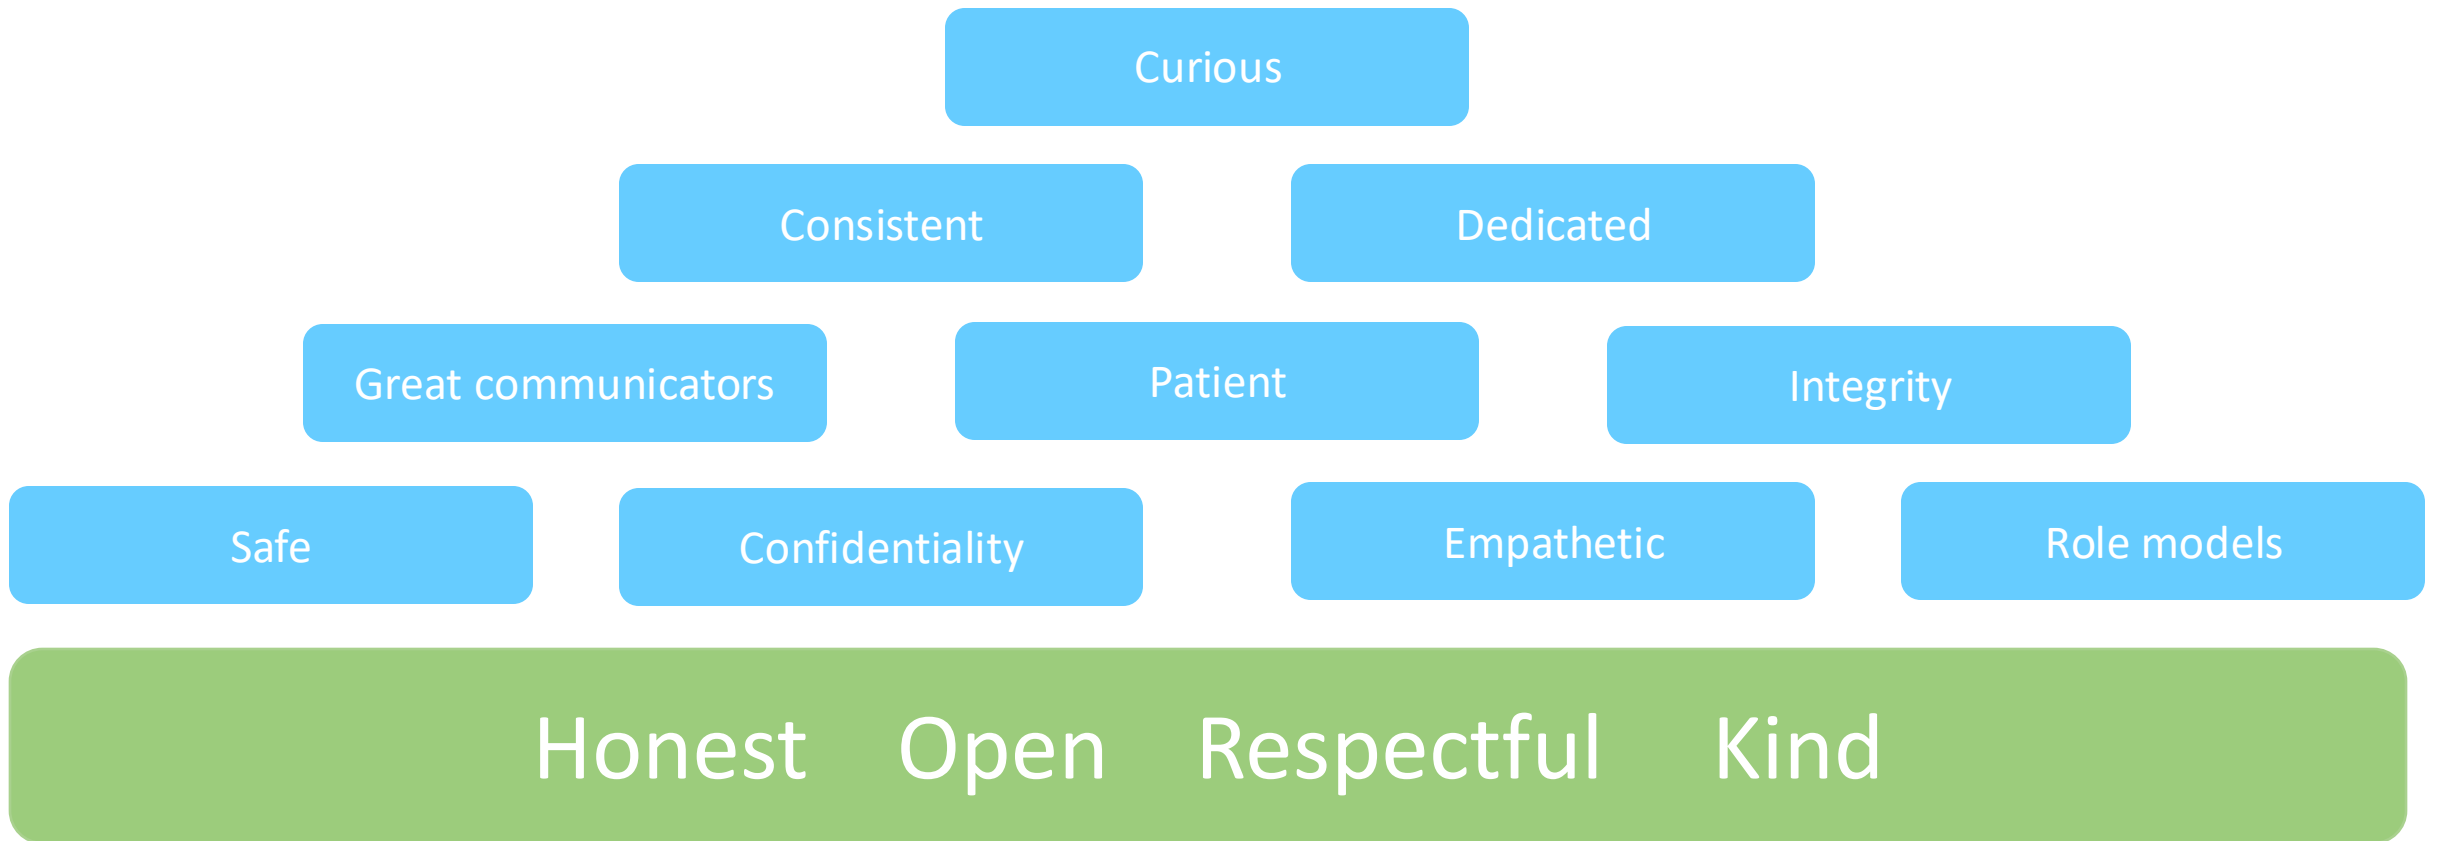 Curious
Consistent Dedicated
Great communicators Patient Integrity
Safe Confidentiality Empathetic Role models
Honest Open Respectful Kind